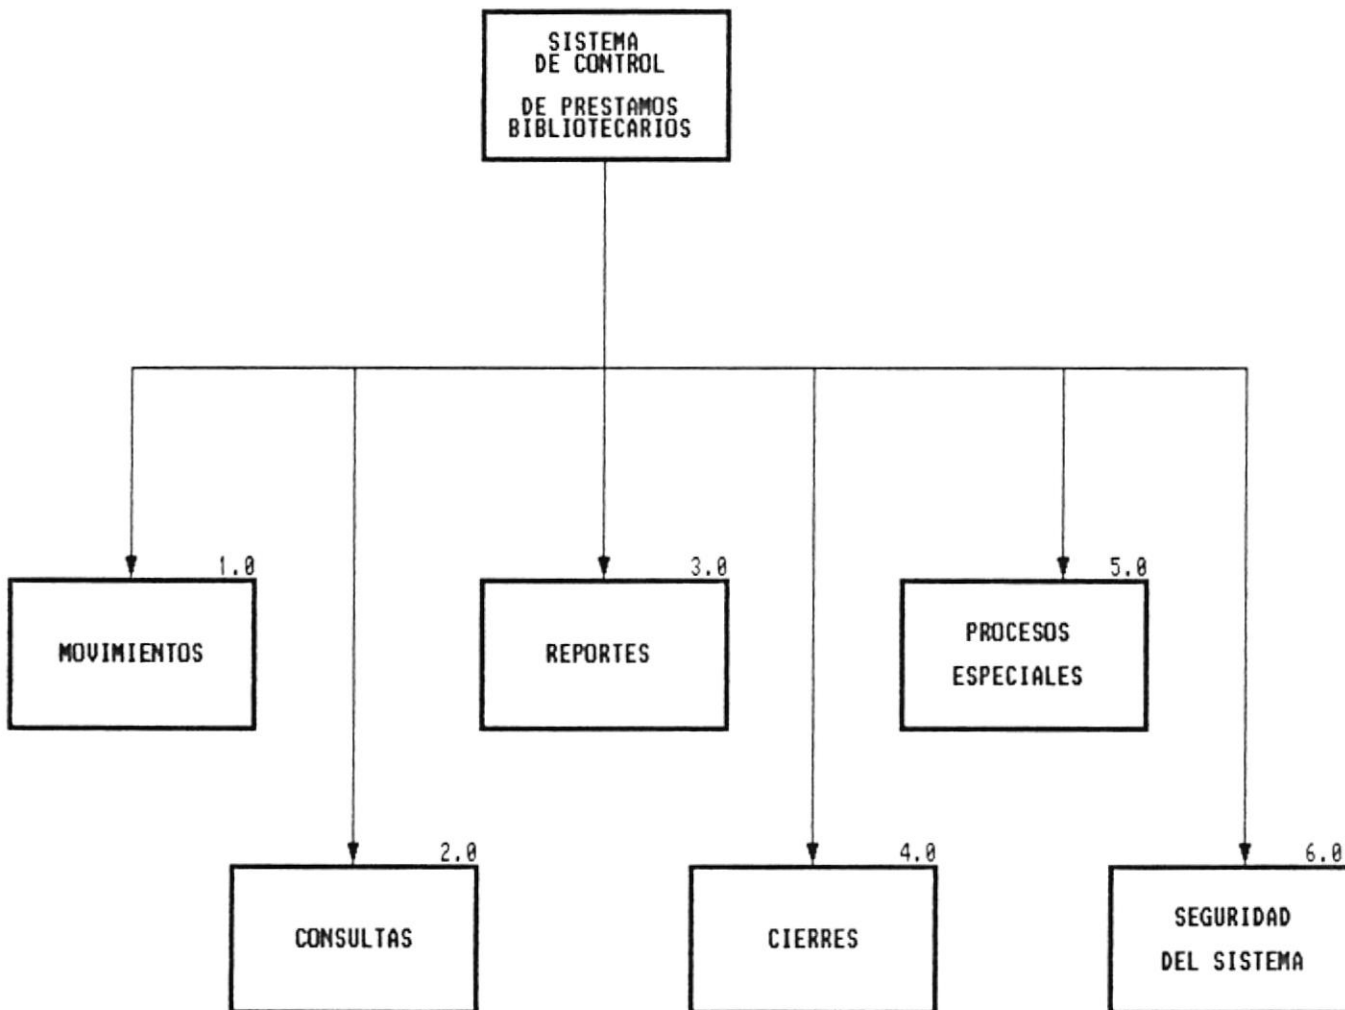 SISTEMA
DE CONTROL
DE PRESTAMOS
BIBLIOTECARIOS
1.0
MOVIMIENTOS
3.0
REPORTES
5.0
PROCESOS
ESPECIALES
2.0
CONSULTAS
4.0
CIERRES
6.0
SEGURIDAD
DEL SISTEMA